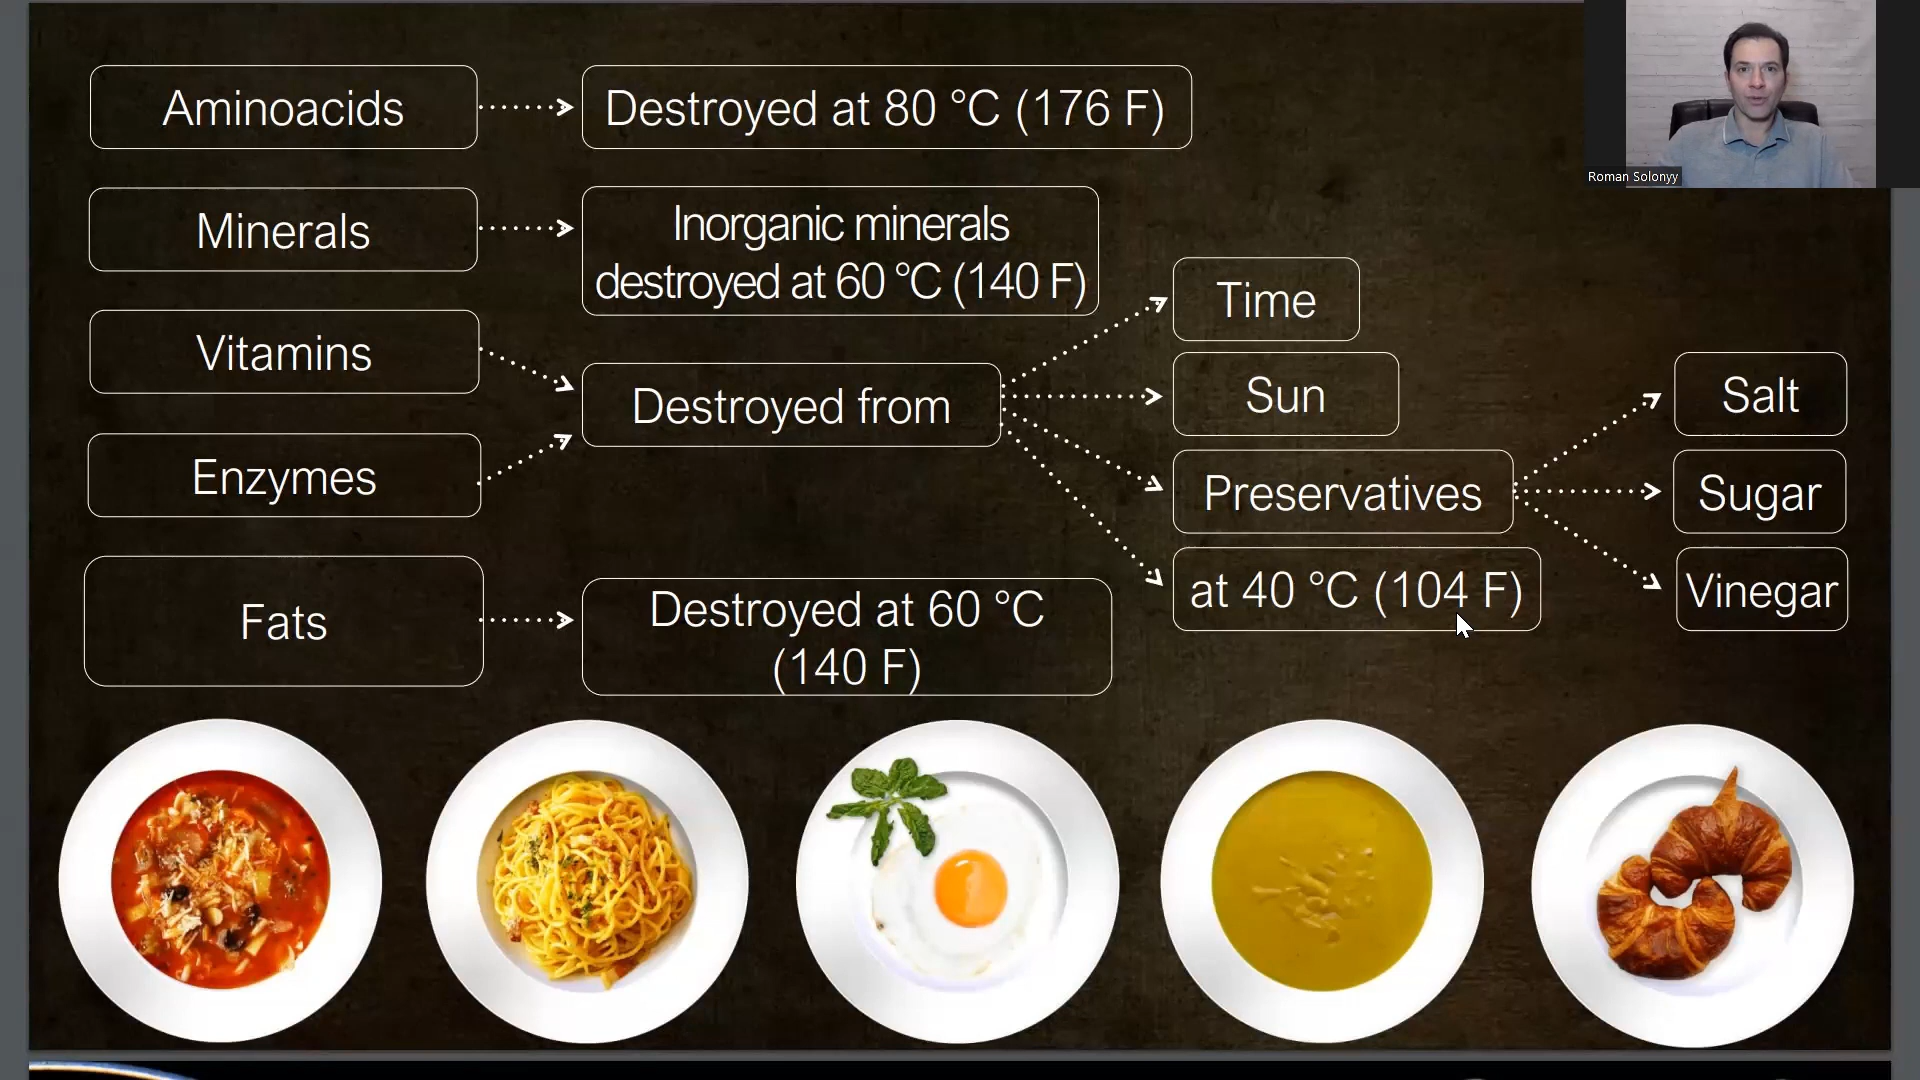 Aminoacids
Destroyed at 80 °C (176 F)
Roman Solonyy
Minerals
Inorganic minerals
destroyed at 60 °C (140 F)
Vitamins
Enzymes
Destroyed from
Time
Sun
Preservatives
at 40 °C (104 F)
Salt
Sugar
Vinegar
Fats
Destroyed at 60 °C
(140 F)